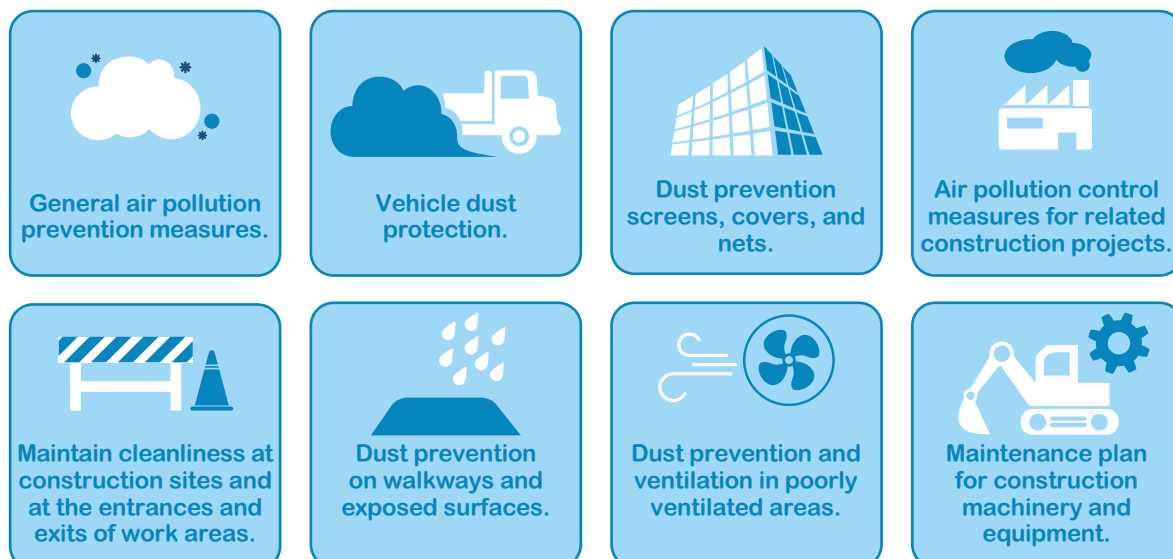 General air pollution
prevention measures.
Vehicle dust
protection.
Dust prevention
screens, covers, and
nets.
Air pollution control
measures for related
construction projects.
Maintain cleanliness at
construction sites and
at the entrances and
exits of work areas.
Dust prevention
on walkways and
exposed surfaces.
Dust prevention and
ventilation in poorly
ventilated areas.
Maintenance plan
for construction
machinery and
equipment.